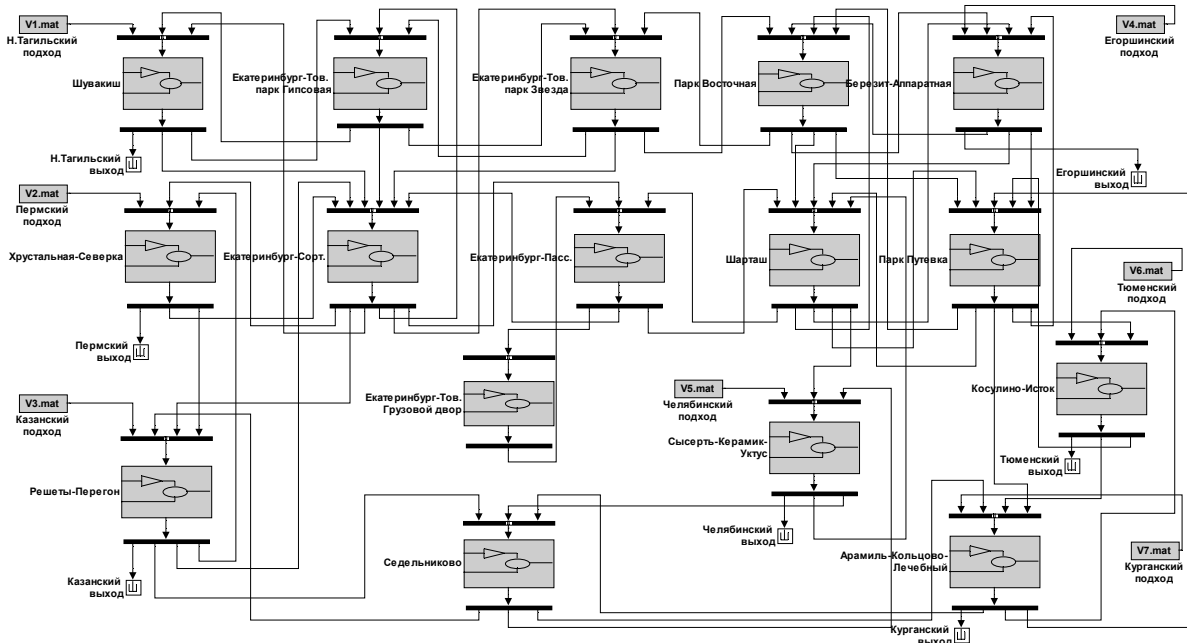 V1.mat
Н.Тагильский
подход
Шувакиш
Екатеринбург-Тов.
парк Гипсовая
Екатеринбург-Тов.
парк Звезда
Парк Восточная
Березит-Аппаратная
V4.mat
Егоршинский
подход
Н.Тагильский
выход
Егоршинский
выход
V2.mat
Пермский
подход
Хрустальная-Северка
Екатеринбург-Сорт.
Екатеринбург-Пасс.
Шарташ
Парк Путевка
V6.mat
Тюменский
подход
Пермский
выход
V3.mat
Казанский
подход
Екатеринбург-Тов.
Грузовой двор
V5.mat
Челябинский
подход
Косулино-Исток
Сысерть-Керамик-
Уктус
Тюменский
выход
Решеты-Перегон
Челябинский
выход
Седельниково
Арамиль-Кольцово-
Лечебный
V7.mat
Курганский
подход
Казанский
выход
Курганский
выход